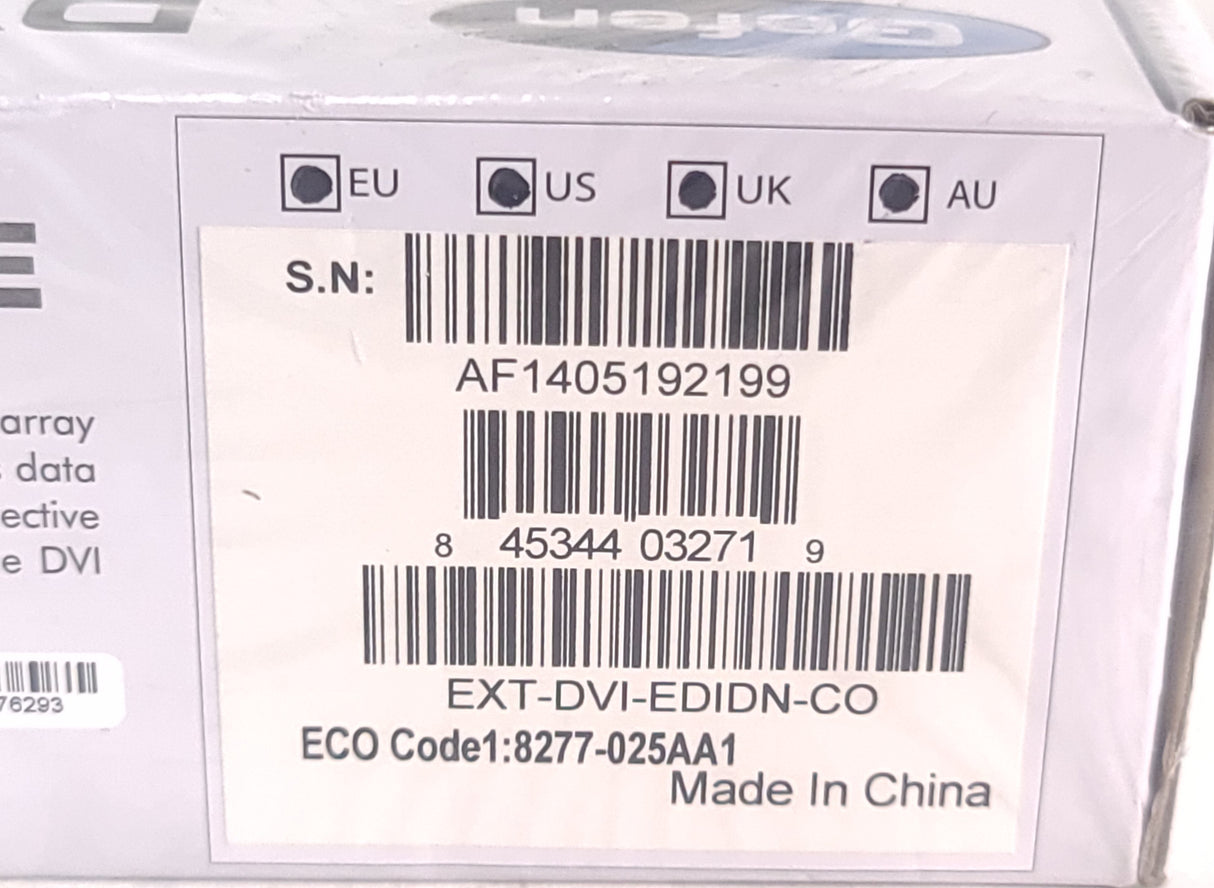 Gefen
EU US UK AU
S.N:
AF1405192199
8 45344 03271 9
EXT-DVI-EDIDN-CO
ECO Code1:8277-025AA1
Made In China
E
array
data
ective
e DVI
76293